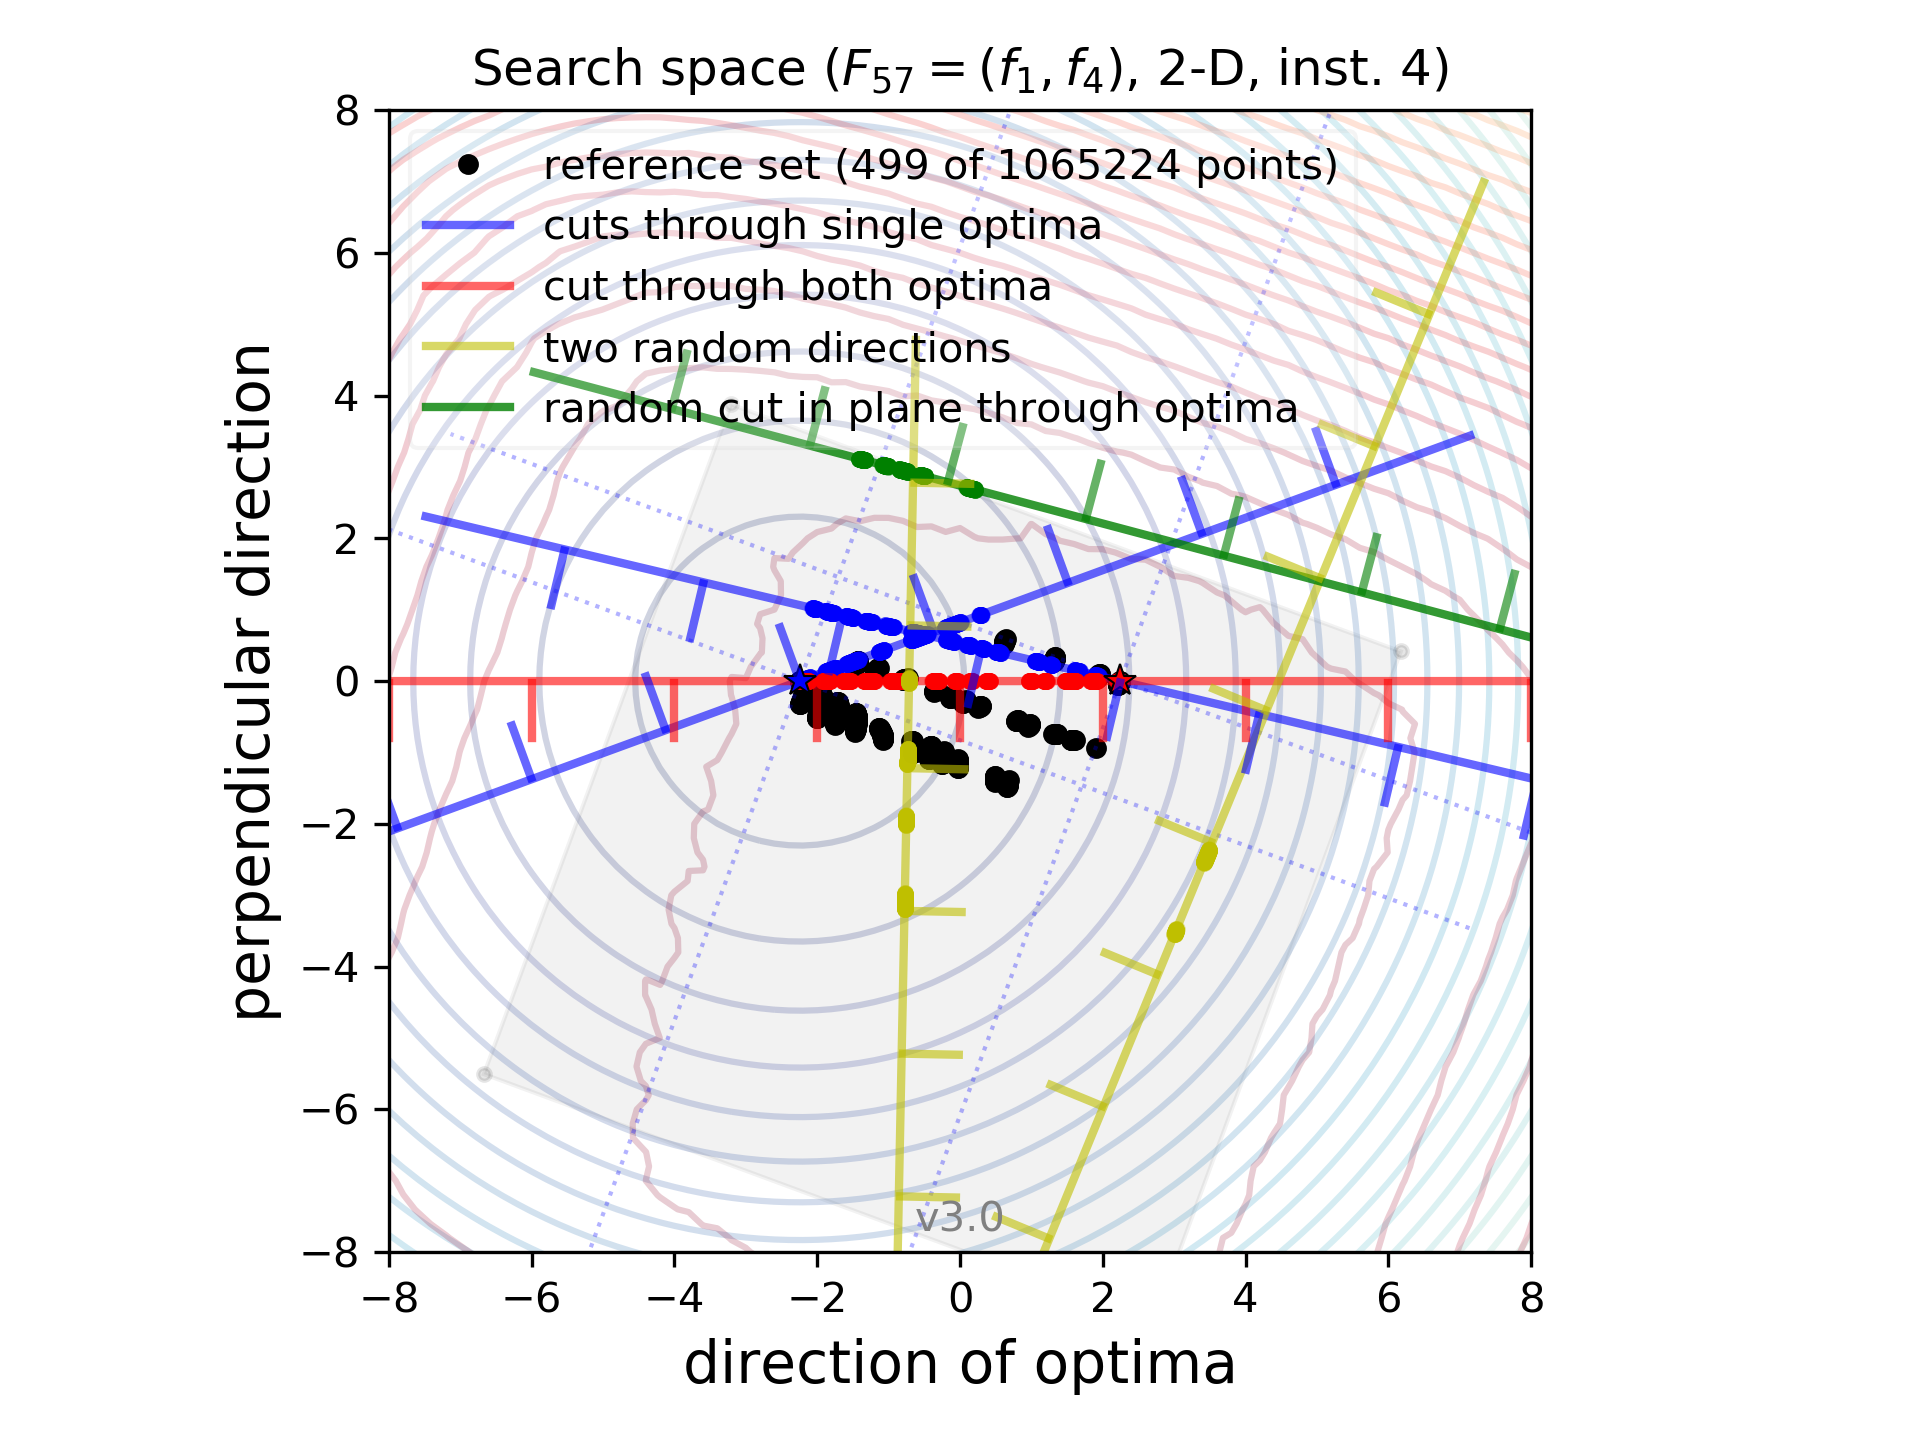 Search space (F57 = (f1, f4), 2-D, inst. 4)
8
reference set (499 of 1065224 points)
cuts through single optima
6
cut through both optima
two random directions
4
random cut in plane through optima
2
0
−2
−4
−6
−8
perpendicular direction
v3.0
−8 −6 −4 −2 0 2 4 6 8
direction of optima